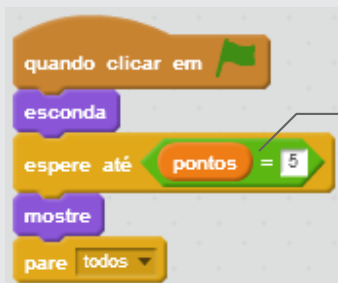 quando clicar em
esconda
espere até pontos = 5
mostre
pare todos